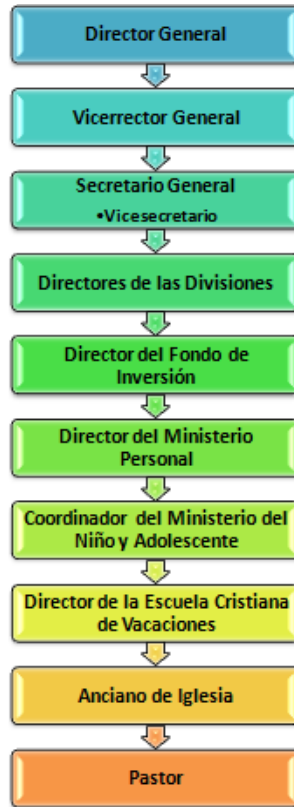 Director General
Vicerrector General
Secretario General
•Vicesecretario
Directores de las Divisiones
Director del Fondo de
Inversión
Director del Ministerio
Personal
Coordinador del Ministerio del
Niño y Adolescente
Director de la Escuela Cristiana
de Vacaciones
Anciano de Iglesia
Pastor